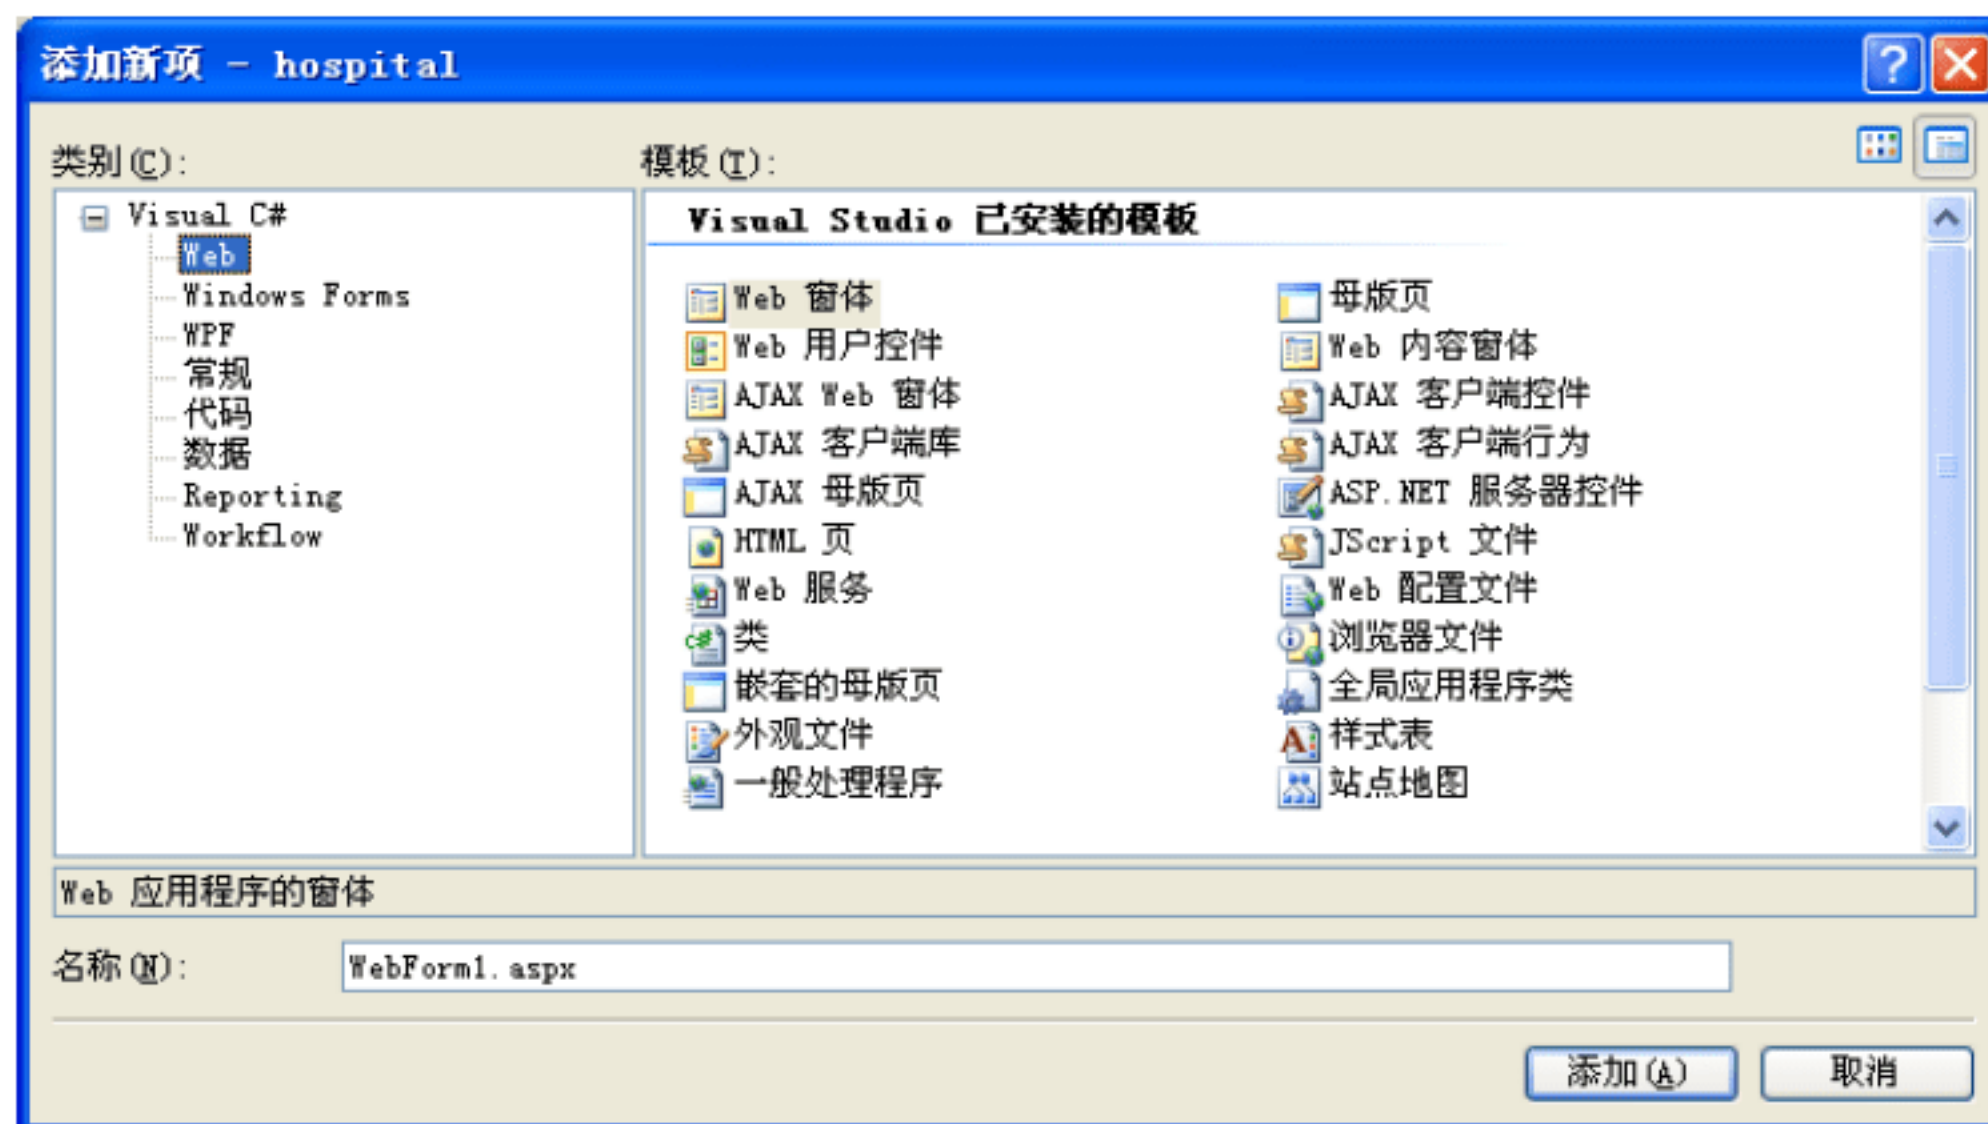 添加新项 - hospital
类别(C):
模板(T):
Visual C#
Web
Windows Forms
WPF
常规
代码
数据
Reporting
Workflow
Visual Studio 已安装的模板
Web 窗体
母版页
Web 用户控件
Web 内容窗体
AJAX Web 窗体
AJAX 客户端控件
AJAX 客户端库
AJAX 客户端行为
AJAX 母版页
ASP.NET 服务器控件
HTML 页
JScript 文件
Web 服务
Web 配置文件
类
浏览器文件
嵌套的母版页
全局应用程序类
外观文件
样式表
一般处理程序
站点地图
Web 应用程序的窗体
名称(N):
WebForm1.aspx
添加(A)
取消